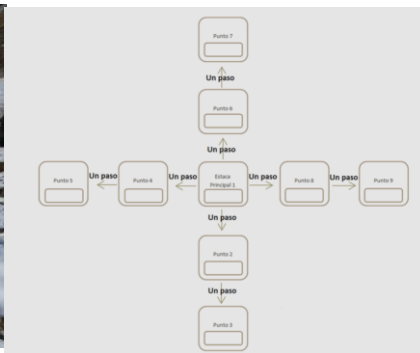 Punto 7
Un paso
Punto 6
Un paso
Punto 5
Un paso
Punto 4
Un paso
Estaca
Principal 1
Un paso
Punto 8
Un paso
Punto 9
Un paso
Punto 2
Un paso
Punto 3